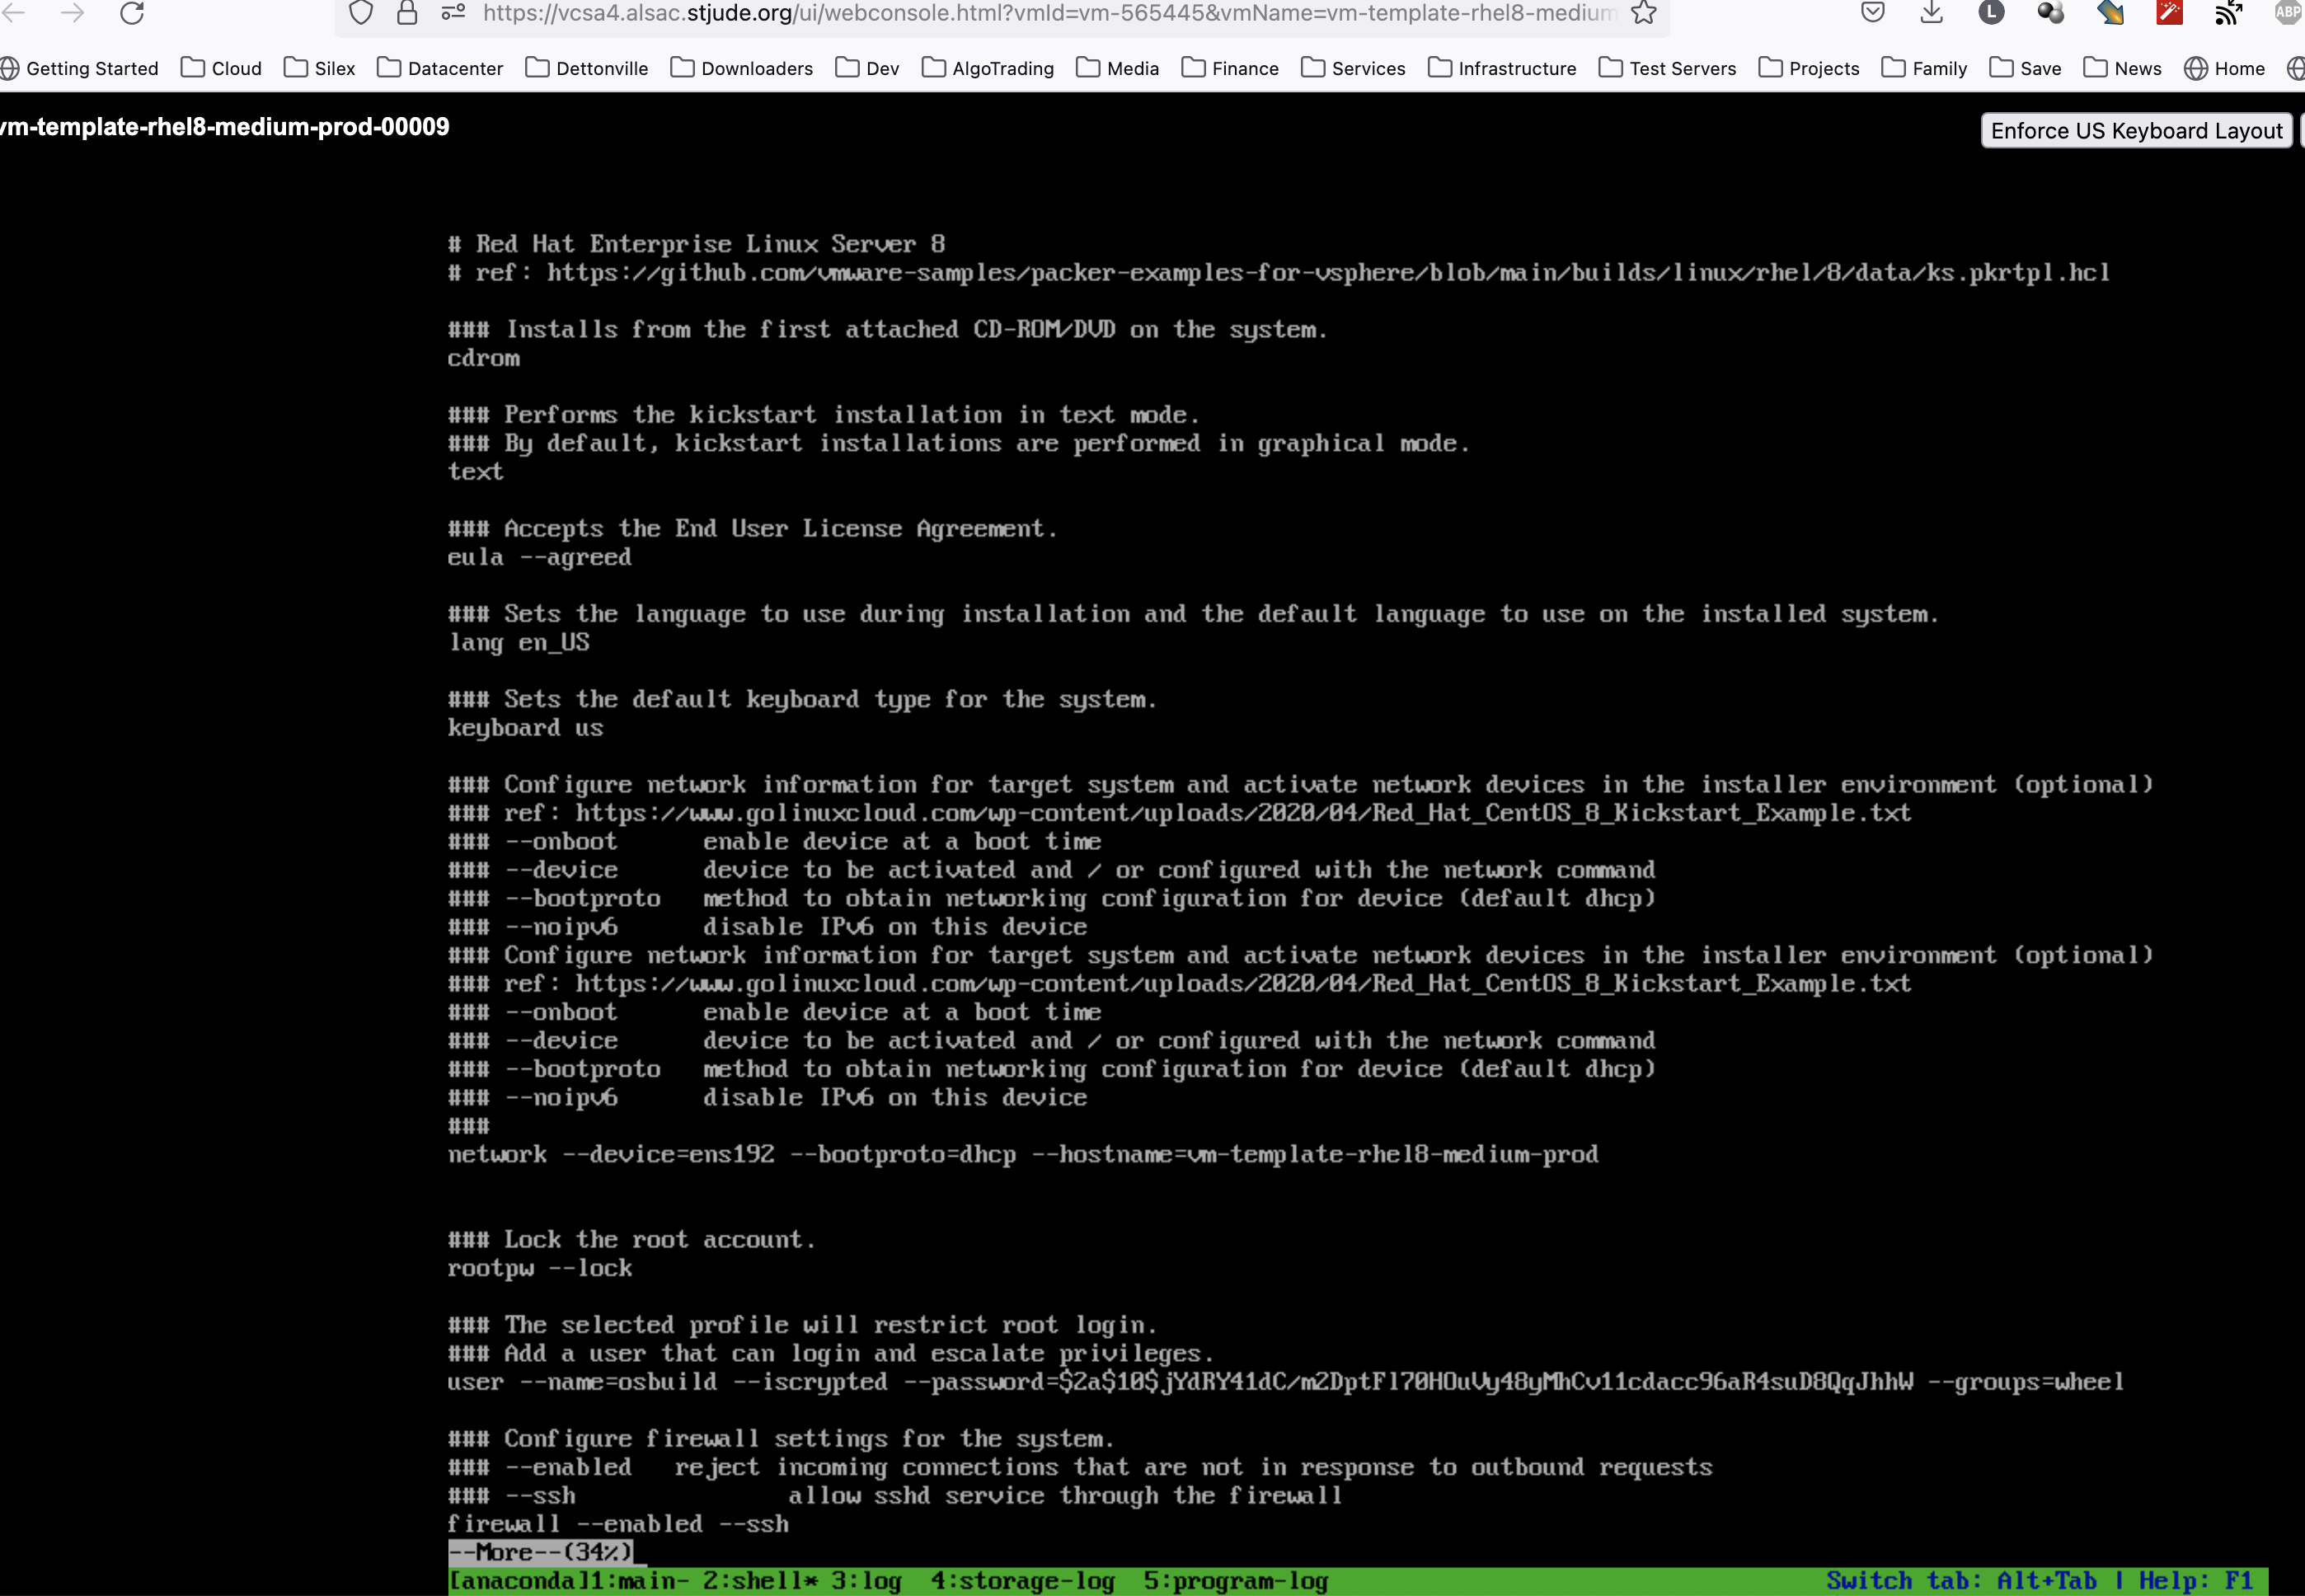 https://vcsa4.alsac.stjude.org/ui/webconsole.html?vmId=vm-565445&vmName=vm-template-rhel8-medium
L
ABP
Getting Started Cloud Silex Datacenter Dettonville Downloaders Dev AlgoTrading Media Finance Services Infrastructure Test Servers Projects Family Save News Home
vm-template-rhel8-medium-prod-00009
Enforce US Keyboard Layout
# Red Hat Enterprise Linux Server 8
# ref: https://github.com/vmware-samples/packer-examples-for-vsphere/blob/main/builds/linux/rhel/8/data/ks.pkrtpl.hcl
### Installs from the first attached CD-ROM/DVD on the system.
cdrom
### Performs the kickstart installation in text mode.
### By default, kickstart installations are performed in graphical mode.
text
### Accepts the End User License Agreement.
eula --agreed
### Sets the language to use during installation and the default language to use on the installed system.
lang en_US
### Sets the default keyboard type for the system.
keyboard us
### Configure network information for target system and activate network devices in the installer environment (optional)
### ref: https://www.golinuxcloud.com/wp-content/uploads/2020/04/Red_Hat_CentOS_8_Kickstart_Example.txt
### --onboot      enable device at a boot time
### --device      device to be activated and / or configured with the network command
### --bootproto   method to obtain networking configuration for device (default dhcp)
### --noipv6      disable IPv6 on this device
### Configure network information for target system and activate network devices in the installer environment (optional)
### ref: https://www.golinuxcloud.com/wp-content/uploads/2020/04/Red_Hat_CentOS_8_Kickstart_Example.txt
### --onboot      enable device at a boot time
### --device      device to be activated and / or configured with the network command
### --bootproto   method to obtain networking configuration for device (default dhcp)
### --noipv6      disable IPv6 on this device
###
network --device=ens192 --bootproto=dhcp --hostname=vm-template-rhel8-medium-prod
### Lock the root account.
rootpw --lock
### The selected profile will restrict root login.
### Add a user that can login and escalate privileges.
user --name=osbuild --iscrypted --password=$2a$10$jYdRY41dC/m2DptFl70HOuVy48yMhCv11cdacc96aR4suD8QqJhhW --groups=wheel
### Configure firewall settings for the system.
### --enabled   reject incoming connections that are not in response to outbound requests
### --ssh               allow sshd service through the firewall
firewall --enabled --ssh
--More--(34%)_
[anaconda]1:main- 2:shell* 3:log  4:storage-log  5:program-log Switch tab: Alt+Tab | Help: F1